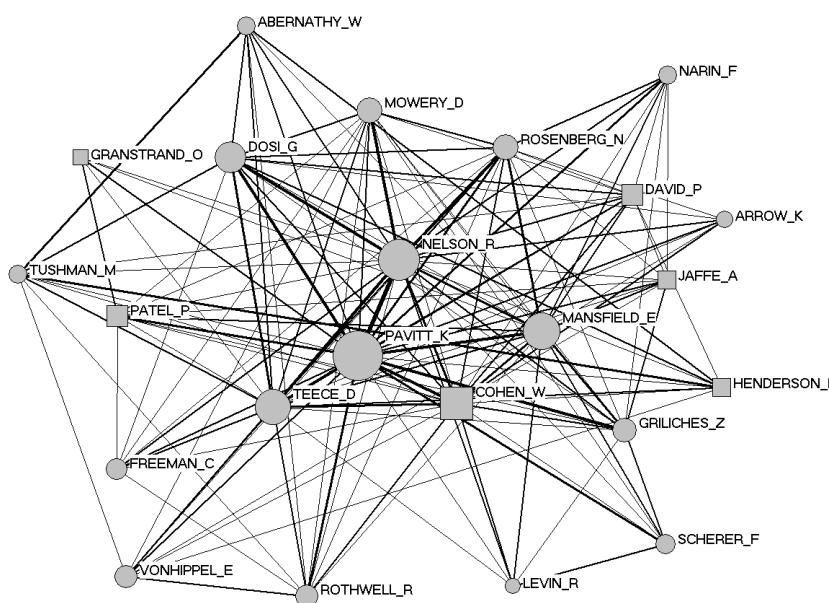 ABERNATHY_W
NARIN_F
MOWERY_D
ROSENBERG_N
GRANSTRAND_O
DOSI_G
DAVID_P
ARROW_K
NELSON_R
TUSHMAN_M
JAFFE_A
PATEL_P
MANSFIELD_E
PAVITT_K
HENDERSON_
TEECE_D
COHEN_W
GRILICHES_Z
FREEMAN_C
SCHERER_F
VONHIPPEL_E
LEVIN_R
ROTHWELL_R